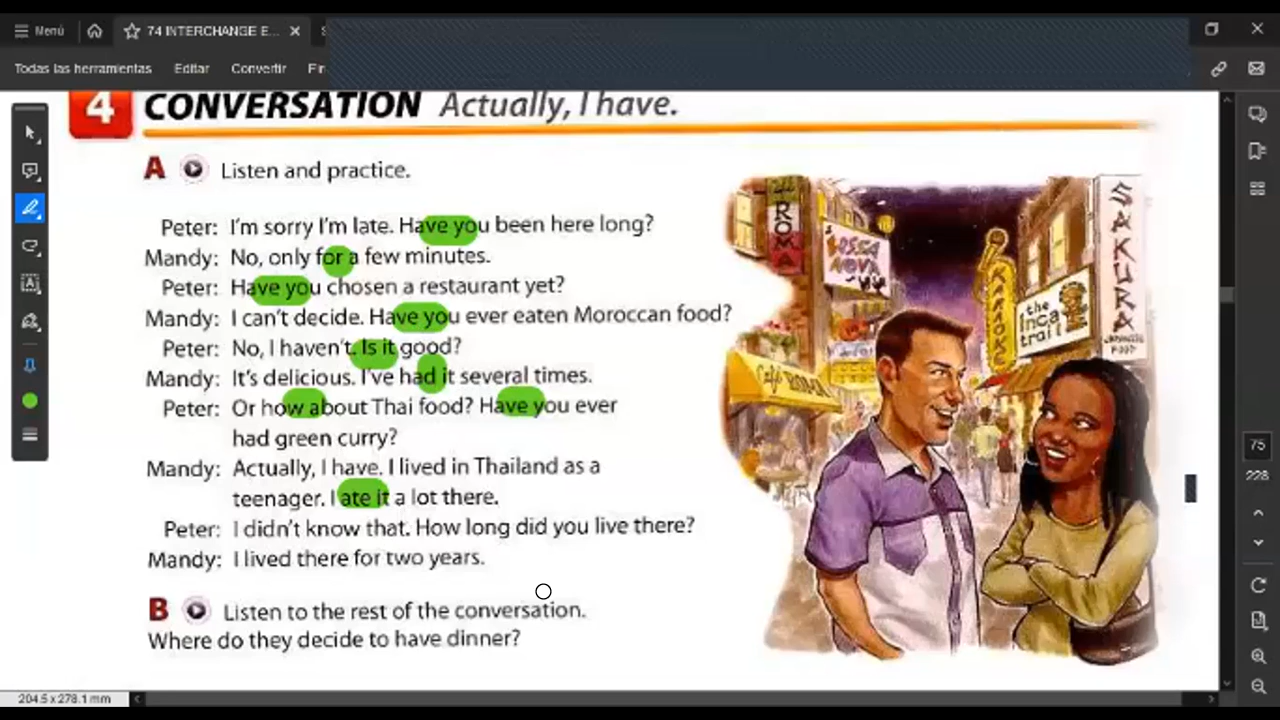 Menú
74 INTERCHANGE E...
Todas las herramientas Editar Convertir
4 CONVERSATION Actually, I have.
A Listen and practice.
Peter: I'm sorry I'm late. Have you been here long?
Mandy: No, only for a few minutes.
Peter: Have you chosen a restaurant yet?
Mandy: I can't decide. Have you ever eaten Moroccan food?
Peter: No, I haven't. Is it good?
Mandy: It's delicious. I've had it several times.
Peter: Or how about Thai food? Have you ever
had green curry?
Mandy: Actually, I have. I lived in Thailand as a
teenager. I ate it a lot there.
Peter: I didn't know that. How long did you live there?
Mandy: I lived there for two years.
B Listen to the rest of the conversation.
Where do they decide to have dinner?
ROMA
BOSSA
NOVA
KARAOKE
the
Inca
trail
SAKURA
JAPANESE
FOOD
Café
75
228
204.5 x 278.1 mm